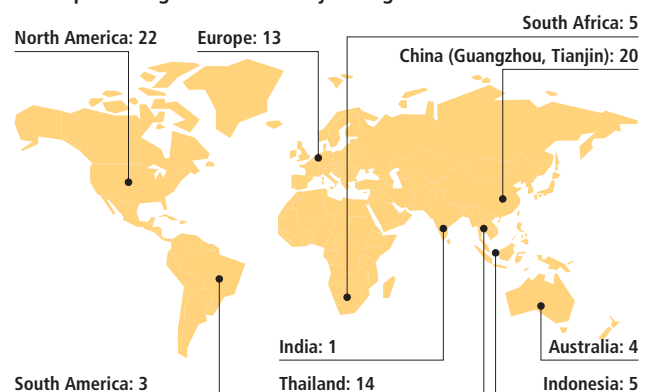 South Africa: 5
North America: 22
Europe: 13
China (Guangzhou, Tianjin): 20
India: 1
Australia: 4
South America: 3
Thailand: 14
Indonesia: 5